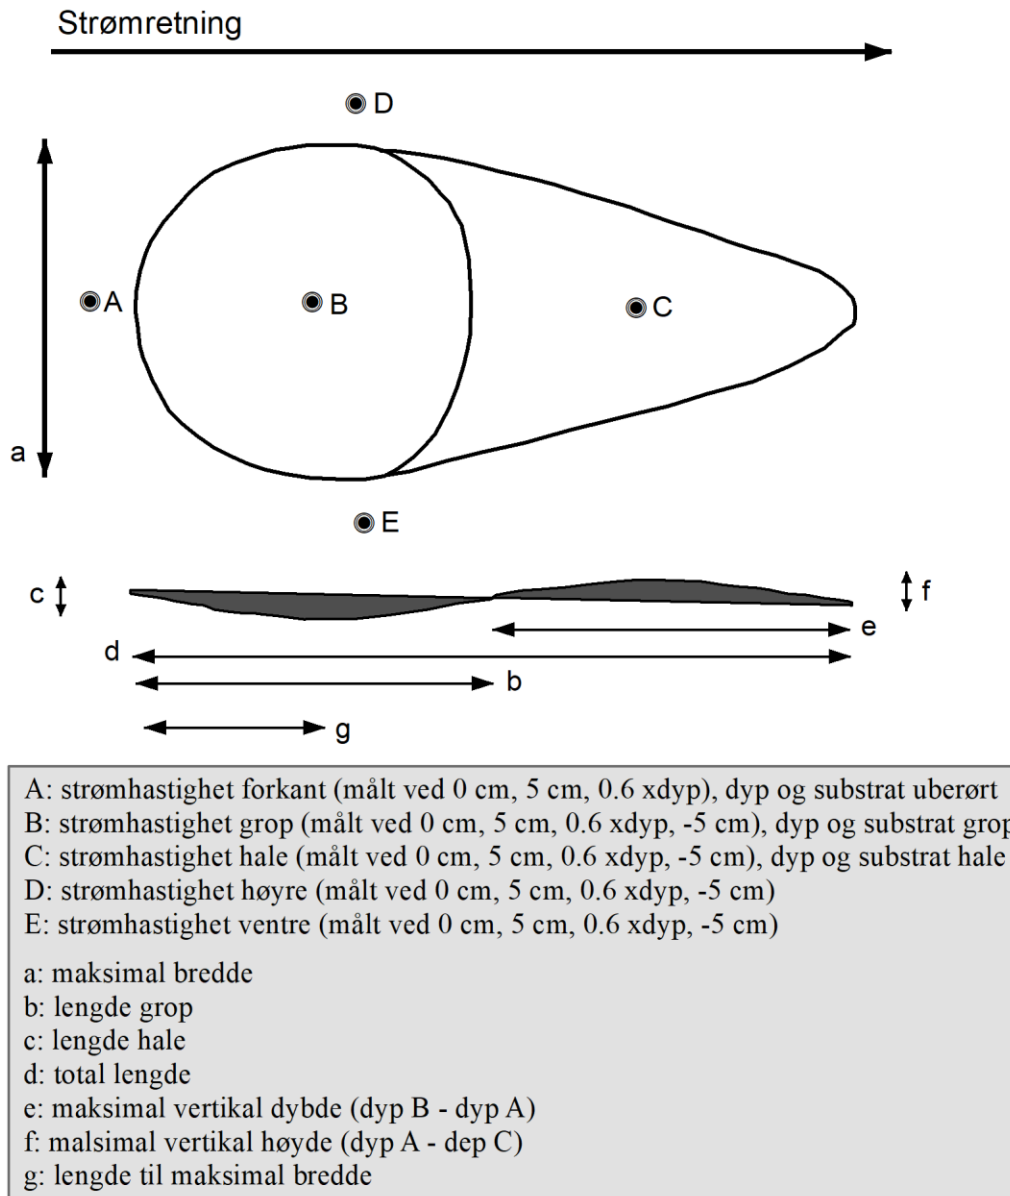 Strømretning
D
A
B
C
a
E
c
f
e
d
b
g
A: strømhastighet forkant (målt ved 0 cm, 5 cm, 0.6 xdyp), dyp og substrat uberørt
B: strømhastighet grop (målt ved 0 cm, 5 cm, 0.6 xdyp, -5 cm), dyp og substrat grop
C: strømhastighet hale (målt ved 0 cm, 5 cm, 0.6 xdyp, -5 cm), dyp og substrat hale
D: strømhastighet høyre (målt ved 0 cm, 5 cm, 0.6 xdyp, -5 cm)
E: strømhastighet ventre (målt ved 0 cm, 5 cm, 0.6 xdyp, -5 cm)
a: maksimal bredde
b: lengde grop
c: lengde hale
d: total lengde
e: maksimal vertikal dybde (dyp B - dyp A)
f: malsimal vertikal høyde (dyp A - dep C)
g: lengde til maksimal bredde